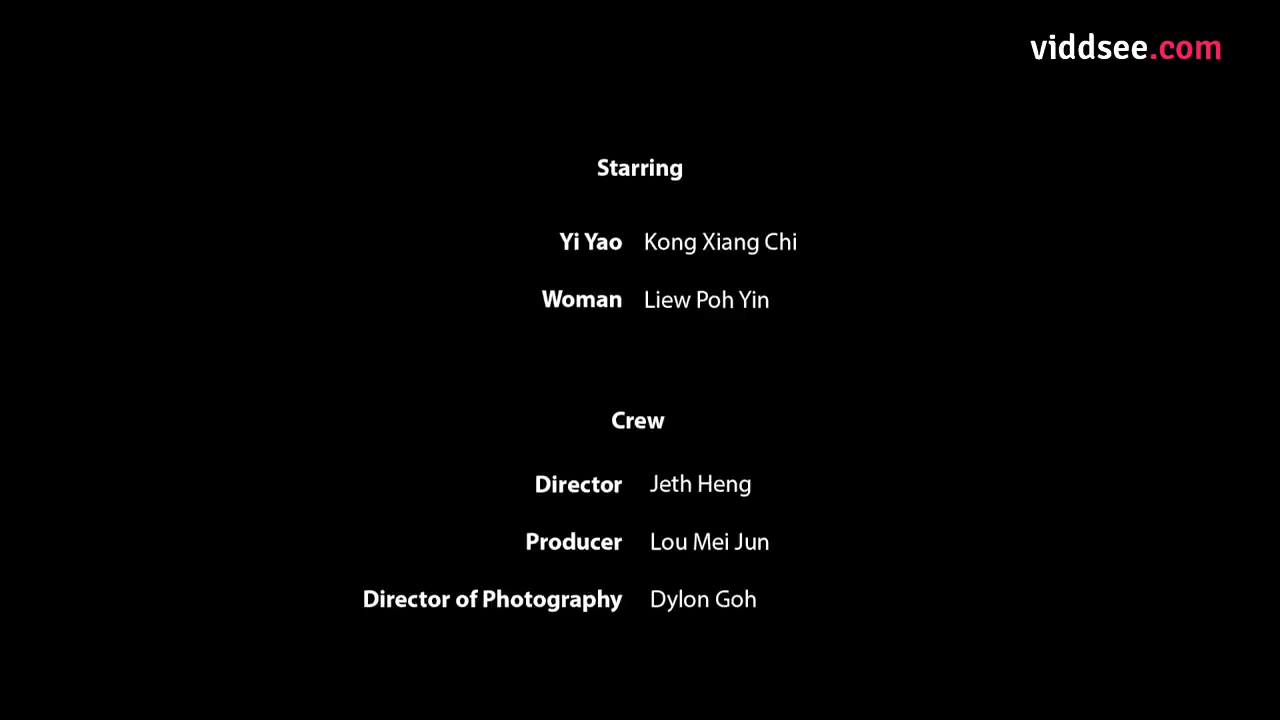 viddsee.com
Starring
Yi Yao Kong Xiang Chi
Woman Liew Poh Yin
Crew
Director Jeth Heng
Producer Lou Mei Jun
Director of Photography Dylon Goh